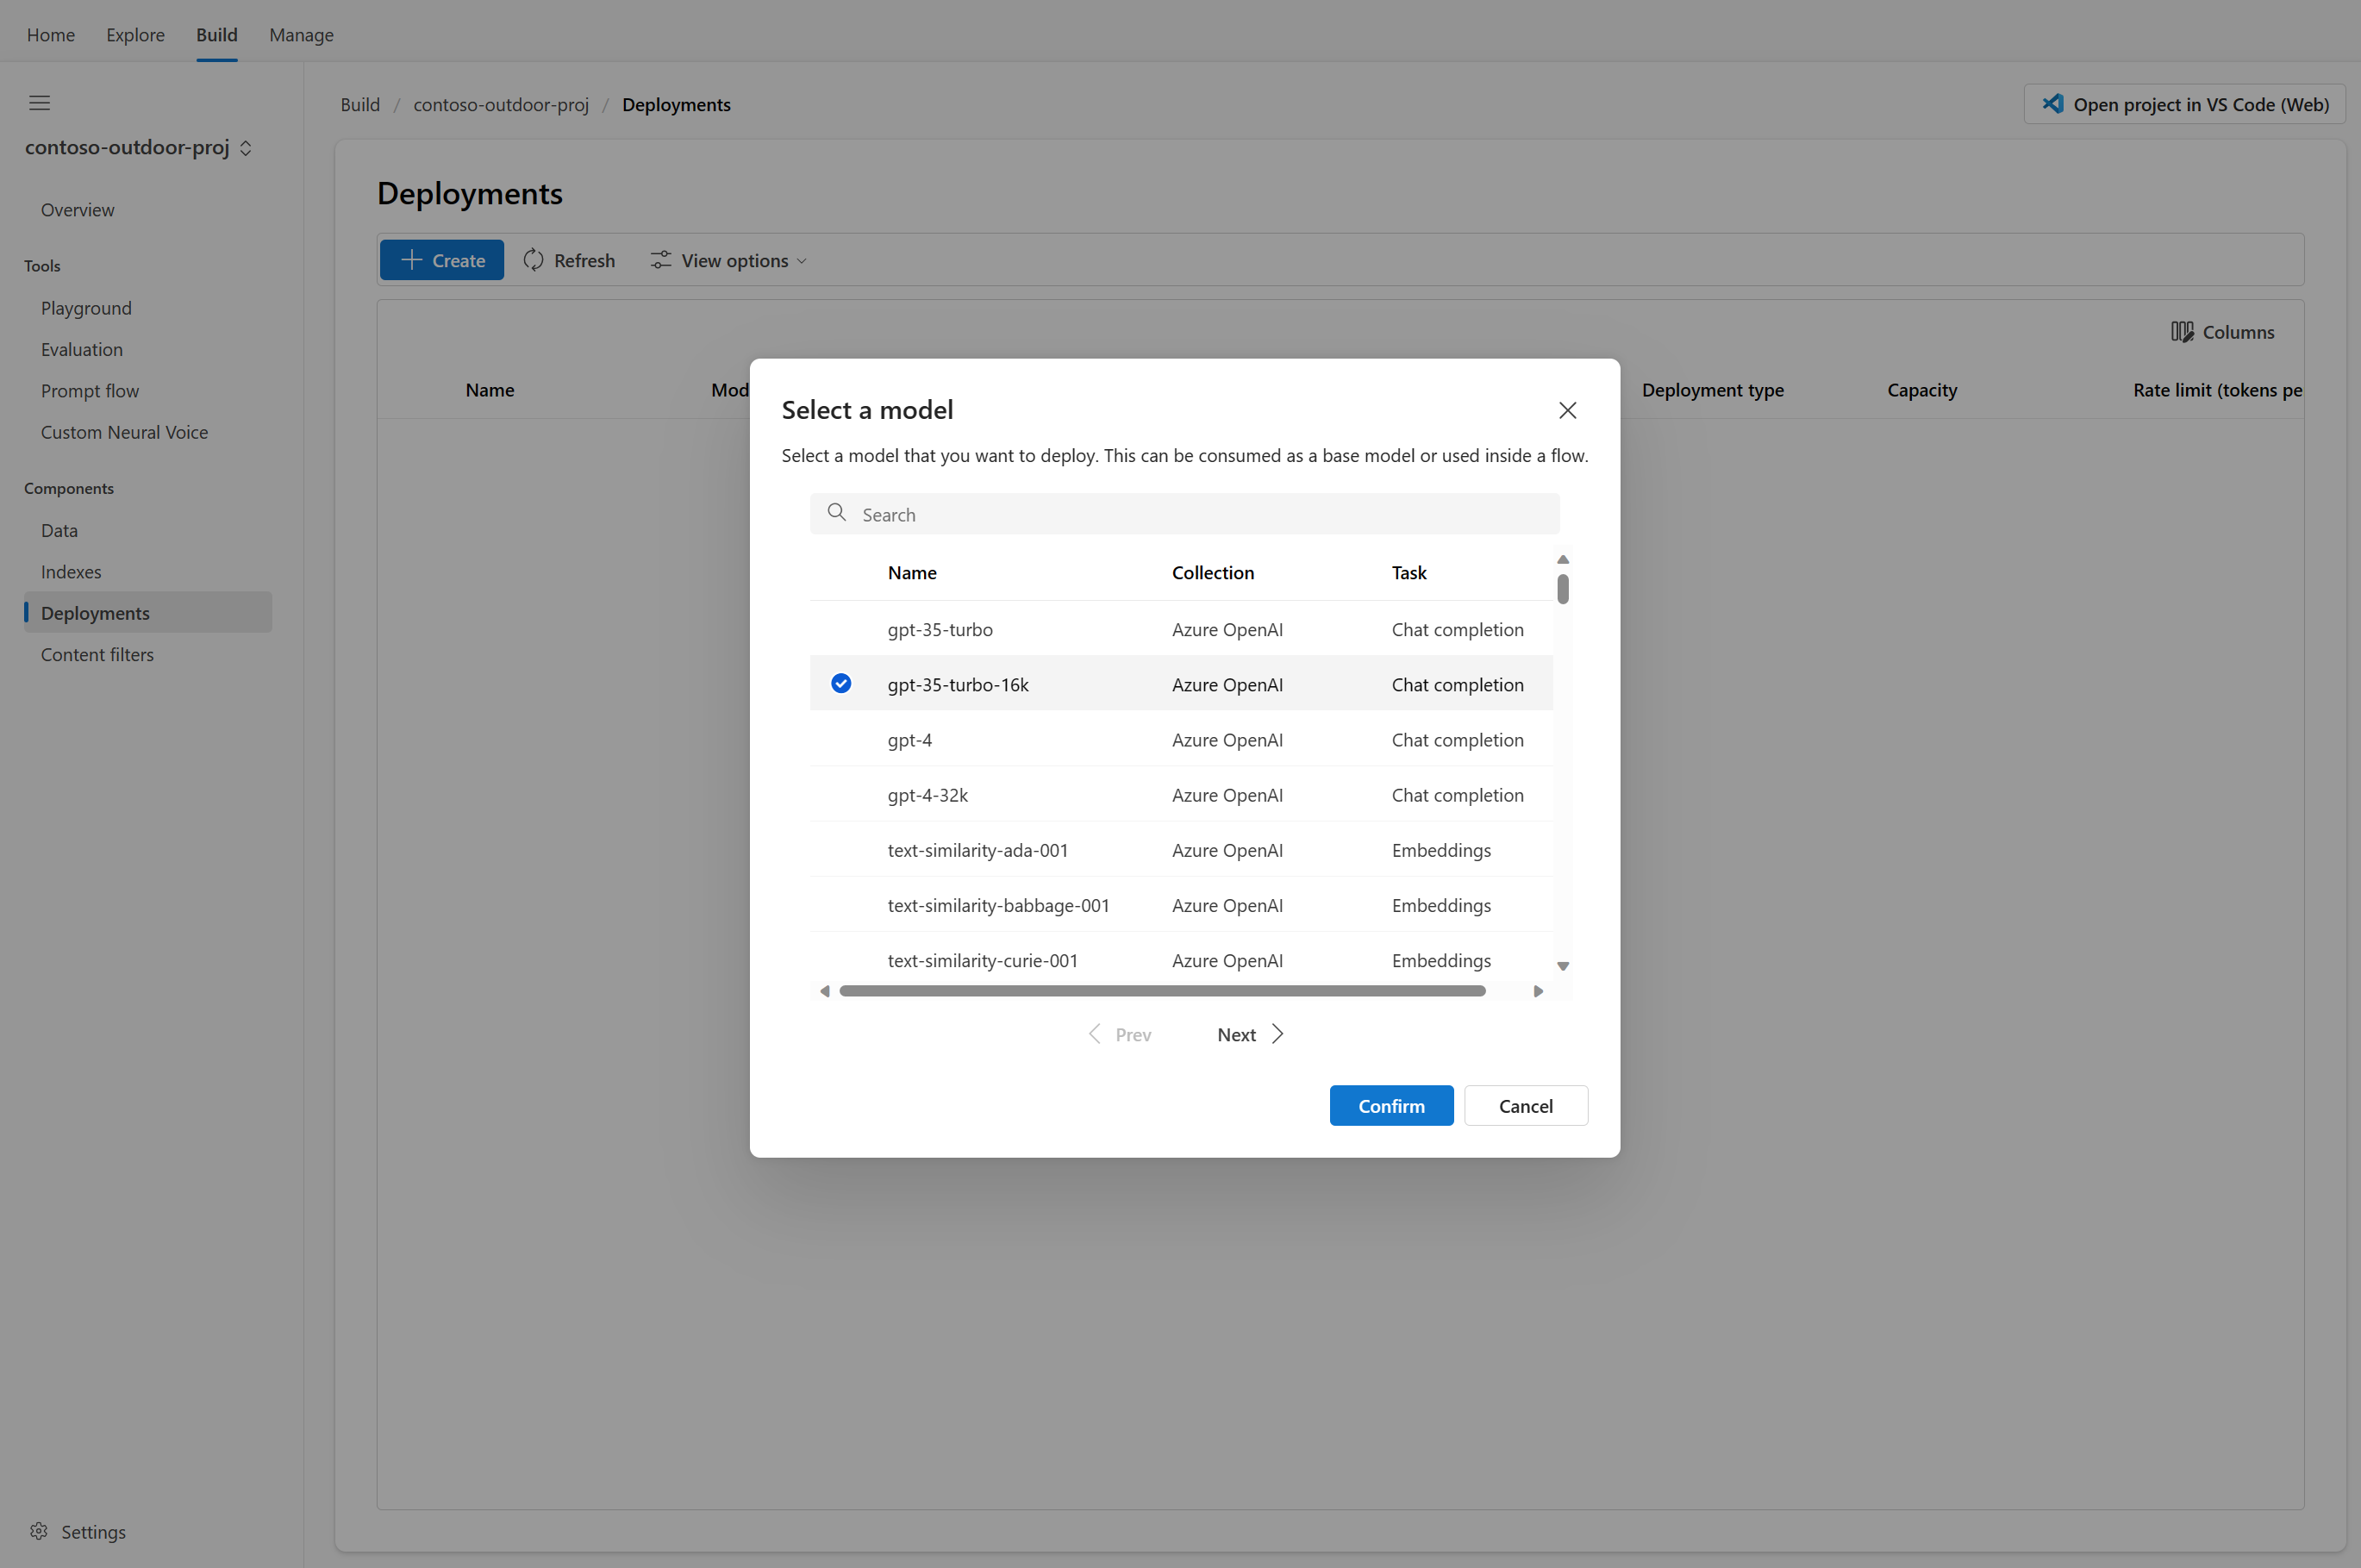 Home Explore Build Manage
Build / contoso-outdoor-proj / Deployments
Open project in VS Code (Web)
contoso-outdoor-proj
Overview
Tools
Playground
Evaluation
Prompt flow
Custom Neural Voice
Components
Data
Indexes
Deployments
Content filters
Settings
Deployments
Create Refresh View options
Columns
Name Mod Deployment type Capacity Rate limit (tokens pe
Select a model
Select a model that you want to deploy. This can be consumed as a base model or used inside a flow.
Search
Name Collection Task
gpt-35-turbo Azure OpenAI Chat completion
gpt-35-turbo-16k Azure OpenAI Chat completion
gpt-4 Azure OpenAI Chat completion
gpt-4-32k Azure OpenAI Chat completion
text-similarity-ada-001 Azure OpenAI Embeddings
text-similarity-babbage-001 Azure OpenAI Embeddings
text-similarity-curie-001 Azure OpenAI Embeddings
Prev Next
Confirm Cancel